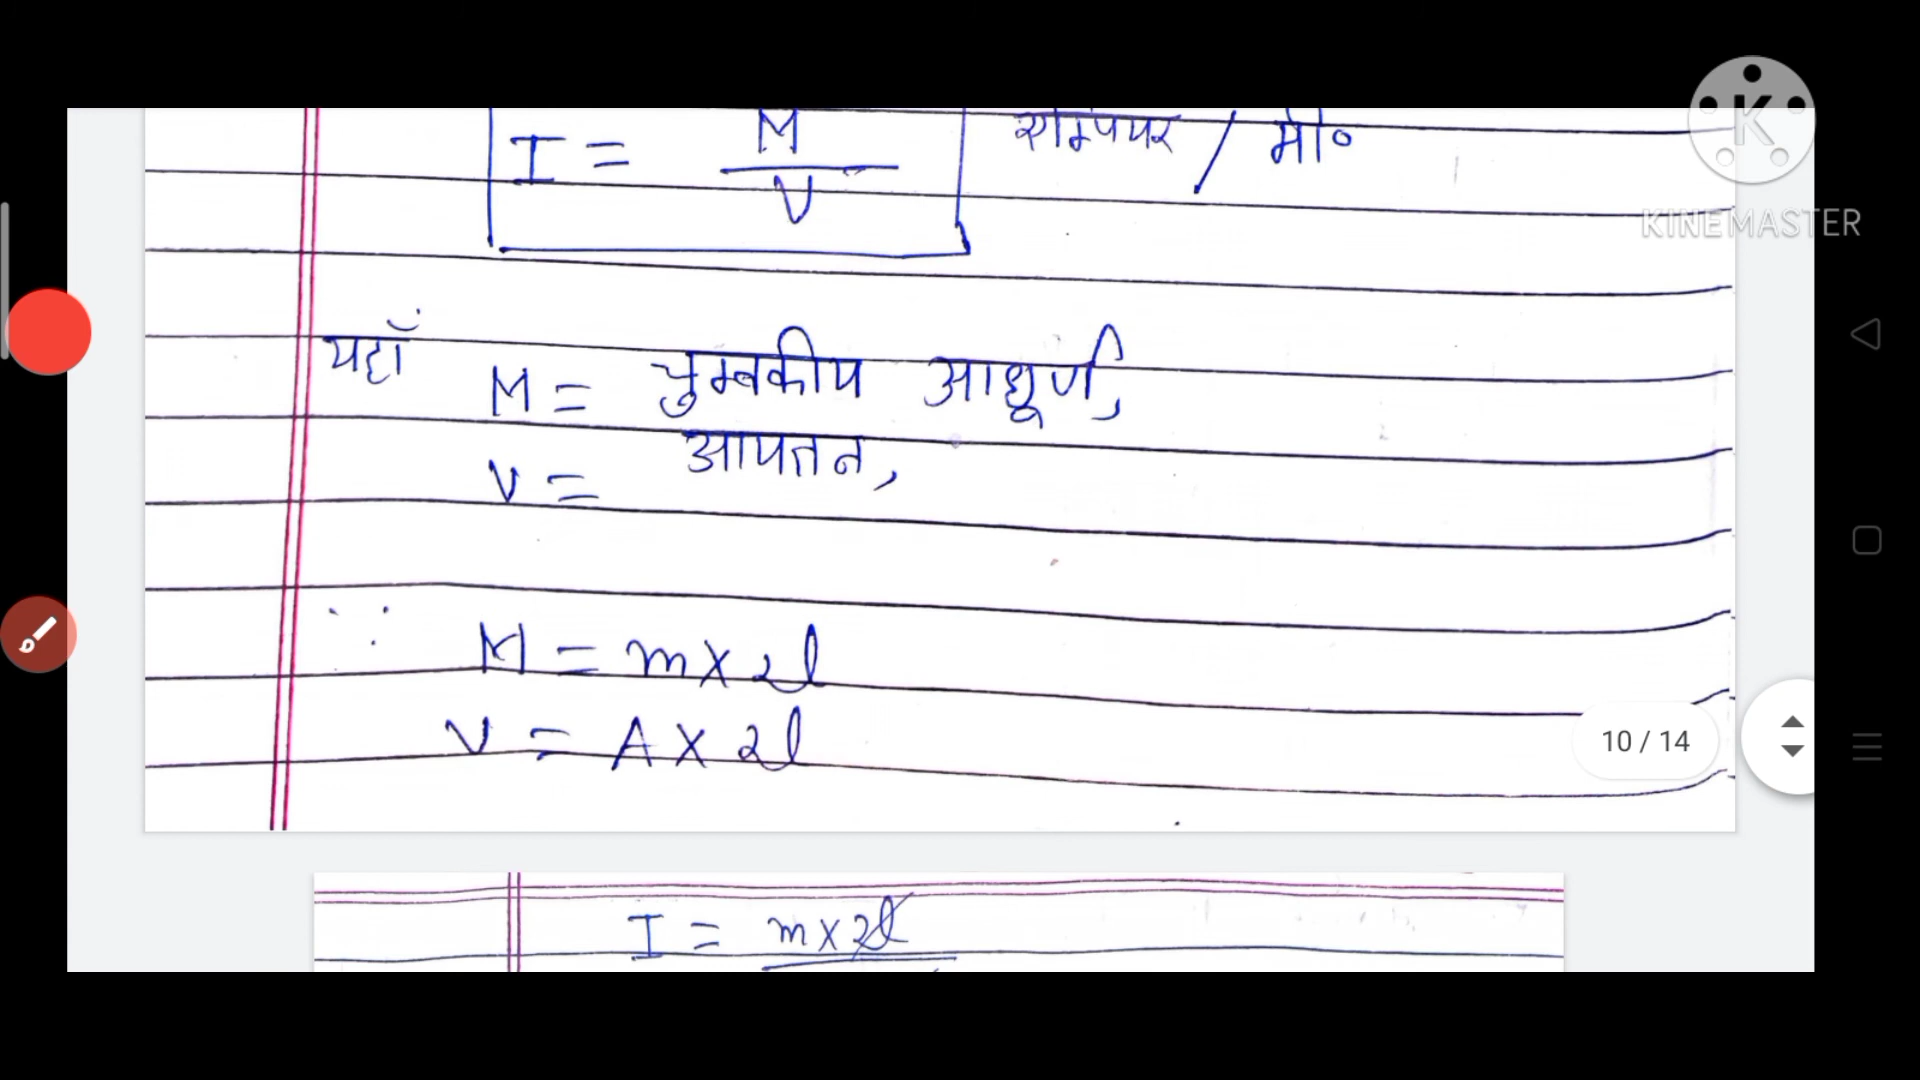 I = M / V ऐम्पियर / मी०
KINEMASTER
यहाँ
M = चुम्बकीय आघूर्ण,
V = आयतन,
∵ M = m × 2l
V = A × 2l
10 / 14
I = m × 2l